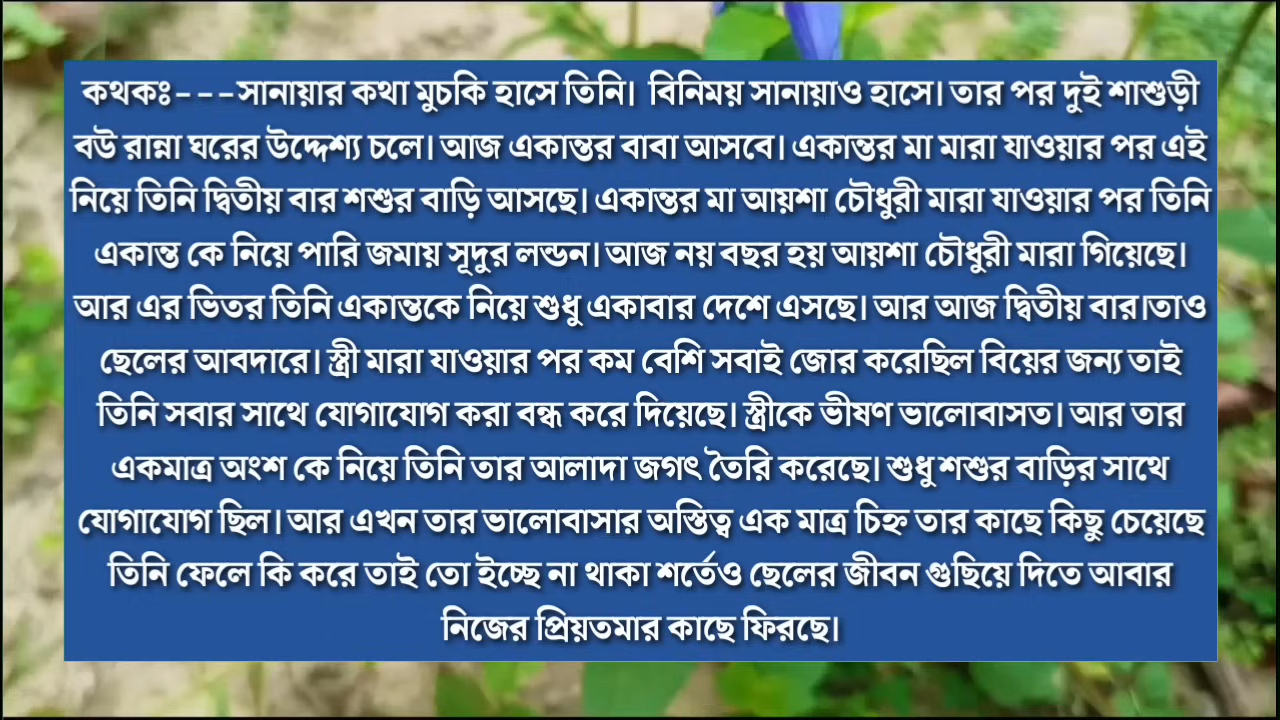 কথকঃ---সানায়ার কথা মুচকি হাসে তিনি। বিনিময় সানায়াও হাসে। তার পর দুই শাশুড়ী
বউ রান্না ঘরের উদ্দেশ্য চলে। আজ একান্তর বাবা আসবে। একান্তর মা মারা যাওয়ার পর এই
নিয়ে তিনি দ্বিতীয় বার শশুর বাড়ি আসছে। একান্তর মা আয়শা চৌধুরী মারা যাওয়ার পর তিনি
একান্ত কে নিয়ে পারি জমায় সূদুর লন্ডন। আজ নয় বছর হয় আয়শা চৌধুরী মারা গিয়েছে।
আর এর ভিতর তিনি একান্তকে নিয়ে শুধু একাবার দেশে এসছে। আর আজ দ্বিতীয় বার।তাও
ছেলের আবদারে। স্ত্রী মারা যাওয়ার পর কম বেশি সবাই জোর করেছিল বিয়ের জন্য তাই
তিনি সবার সাথে যোগাযোগ করা বন্ধ করে দিয়েছে। স্ত্রীকে ভীষণ ভালোবাসত। আর তার
একমাত্র অংশ কে নিয়ে তিনি তার আলাদা জগৎ তৈরি করেছে। শুধু শশুর বাড়ির সাথে
যোগাযোগ ছিল। আর এখন তার ভালোবাসার অস্তিত্ব এক মাত্র চিহ্ন তার কাছে কিছু চেয়েছে
তিনি ফেলে কি করে তাই তো ইচ্ছে না থাকা শর্তেও ছেলের জীবন গুছিয়ে দিতে আবার
নিজের প্রিয়তমার কাছে ফিরছে।